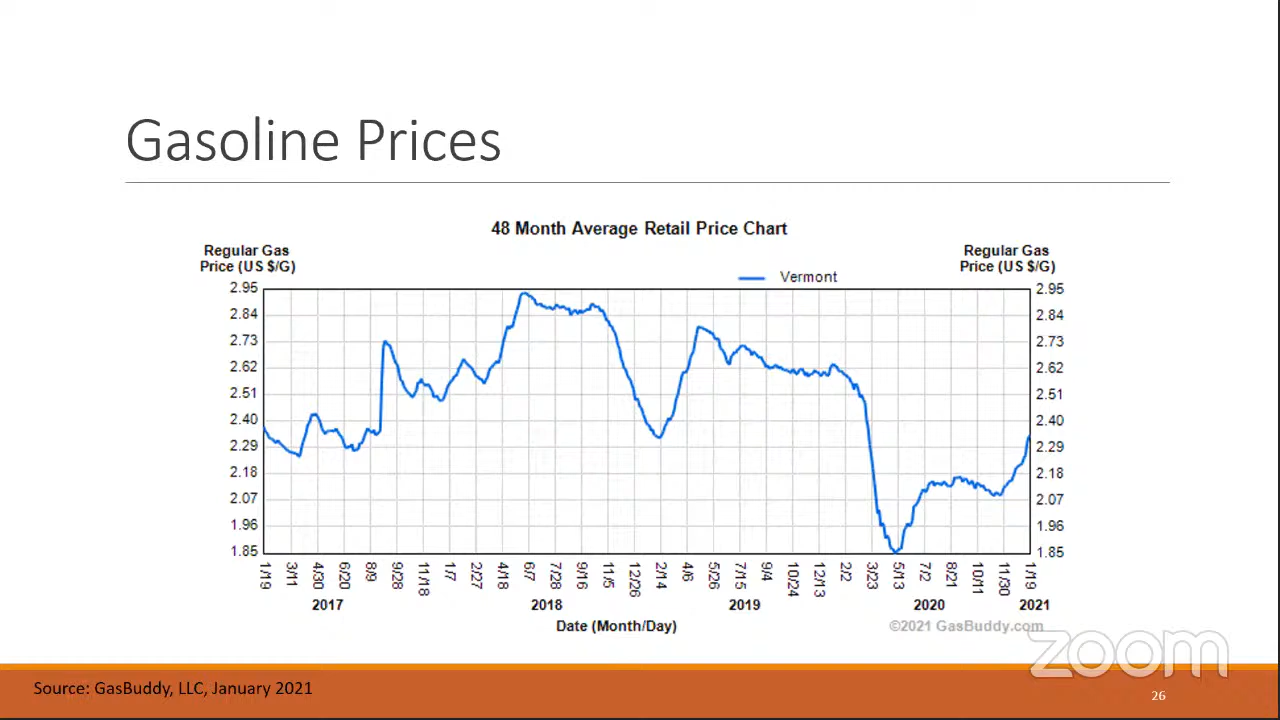 Gasoline Prices
48 Month Average Retail Price Chart
Regular Gas
Price (US $/G)
Regular Gas
Price (US $/G)
Vermont
2.95 2.95
2.84 2.84
2.73 2.73
2.62 2.62
2.51 2.51
2.40 2.40
2.29 2.29
2.18 2.18
2.07 2.07
1.96 1.96
1.85 1.85
1/19 3/11 4/30 6/20 8/9 9/28 11/18 1/7 2/27 4/18 6/7 7/28 9/16 11/5 12/26 2/14 4/6 5/26 7/15 9/4 10/24 12/13 2/2 3/23 5/13 7/2 8/21 10/11 11/30 1/19
2017 2018 2019 2020 2021
Date (Month/Day)
©2021 GasBuddy.com
zoom
Source: GasBuddy, LLC, January 2021
26